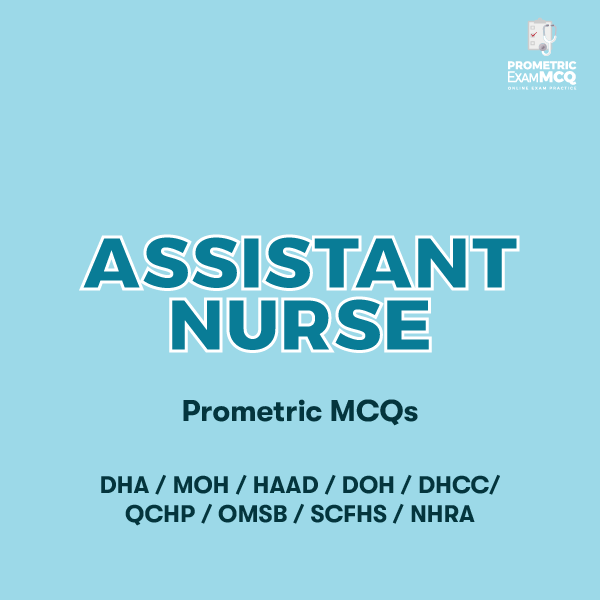 PROMETRIC
EXAMMCQ
ONLINE EXAM PRACTICE
ASSISTANT
NURSE
Prometric MCQs
DHA / MOH / HAAD / DOH / DHCC/
QCHP / OMSB / SCFHS / NHRA